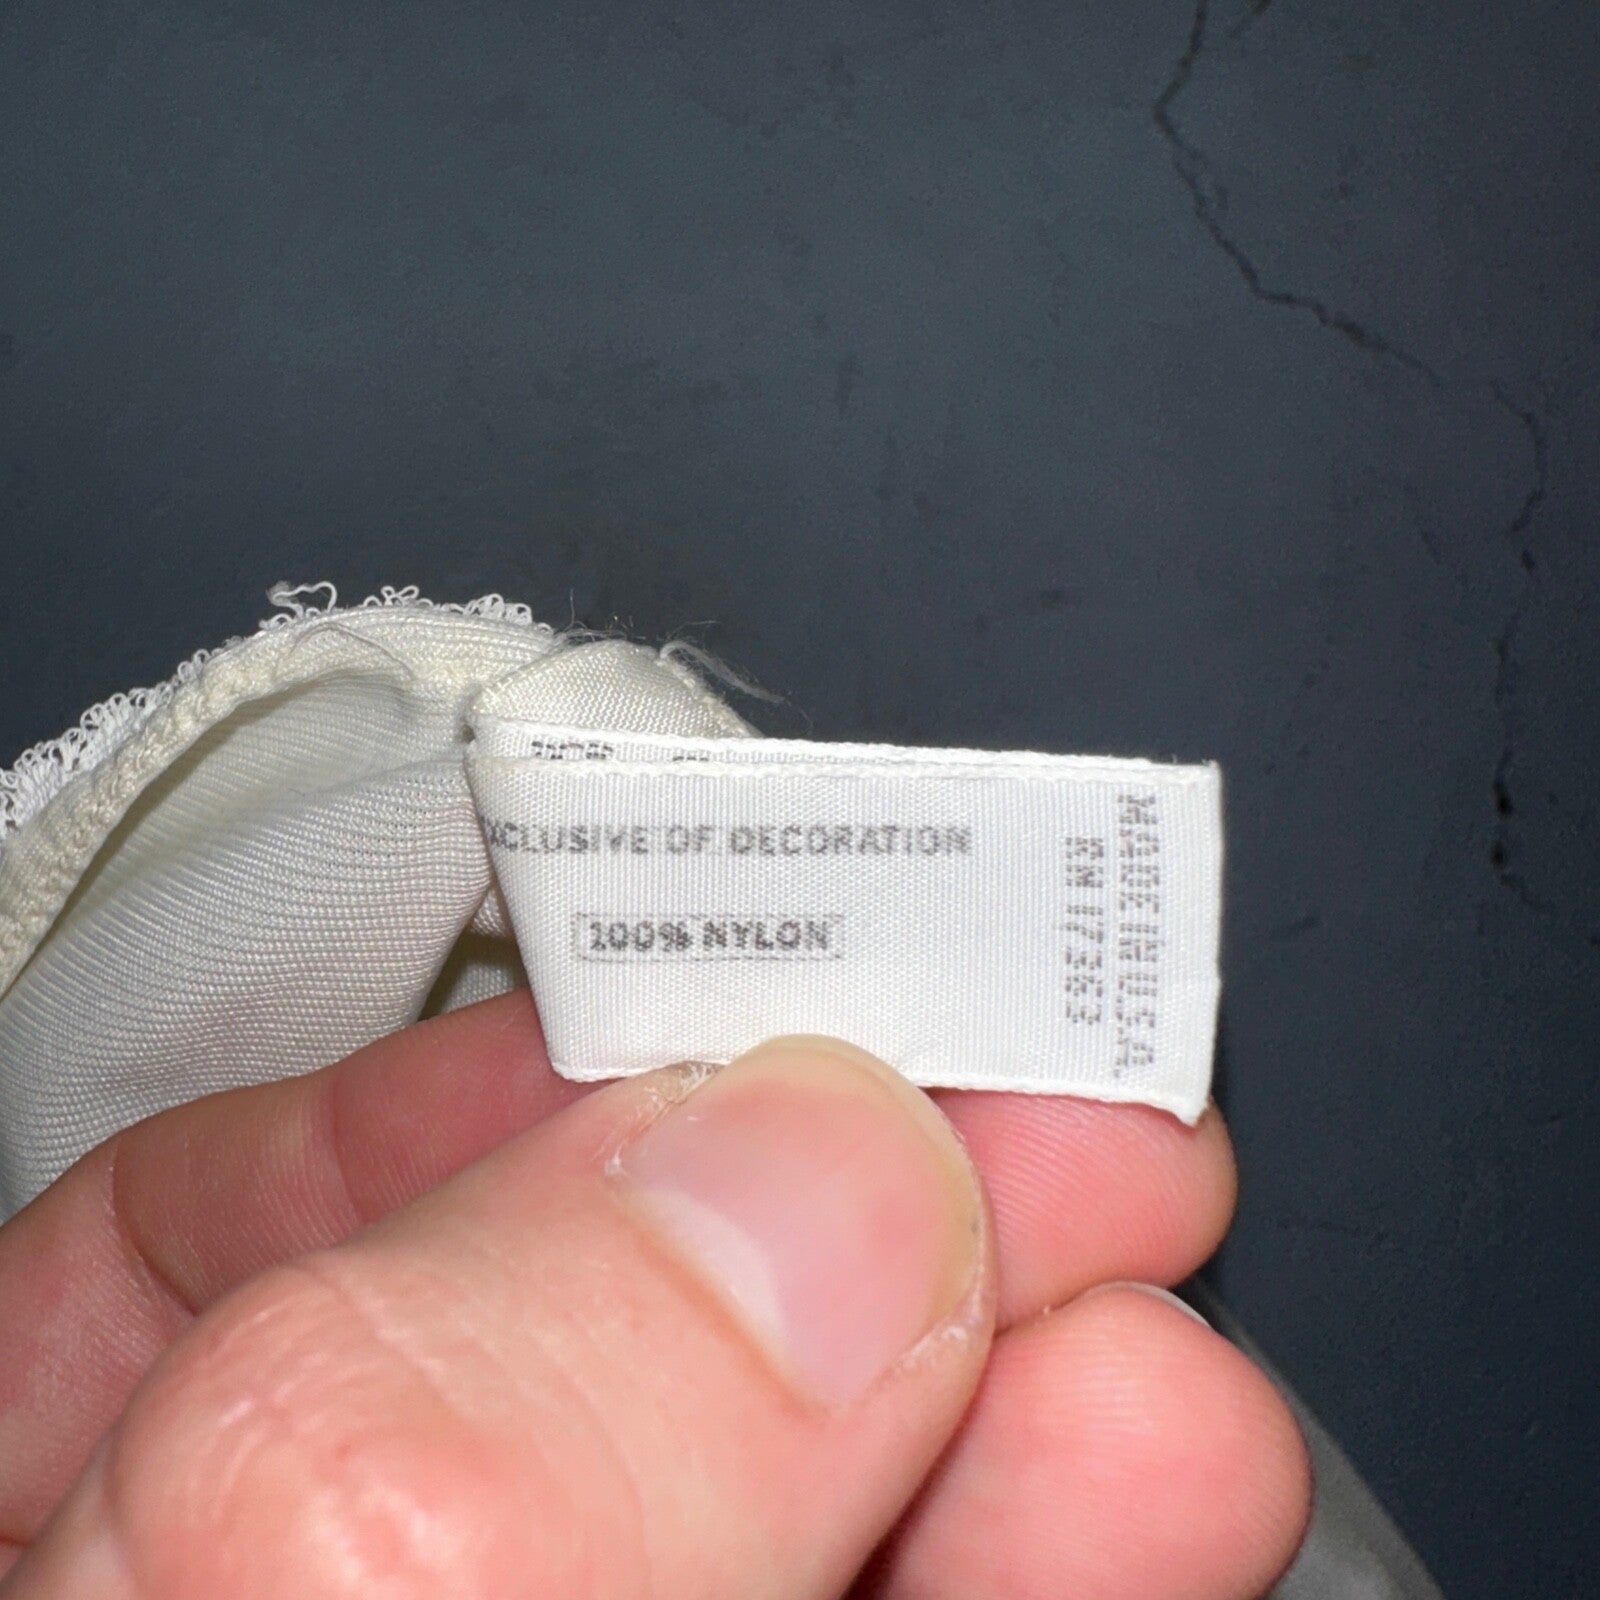 EXCLUSIVE OF DECORATION
100% NYLON
MADE IN U.S.A.
RN 17363